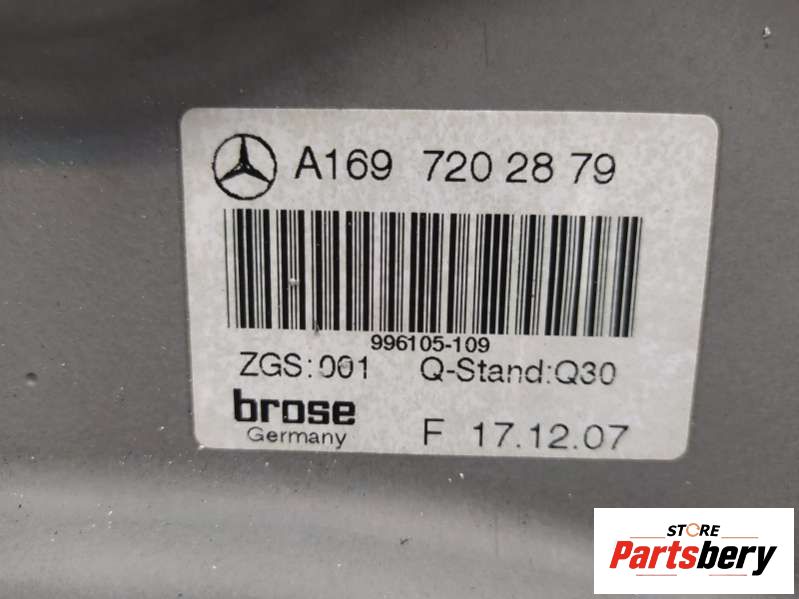 A169 720 28 79
996105-109
ZGS:001 Q-Stand:Q30
brose
Germany F 17.12.07
STORE
Partsbery